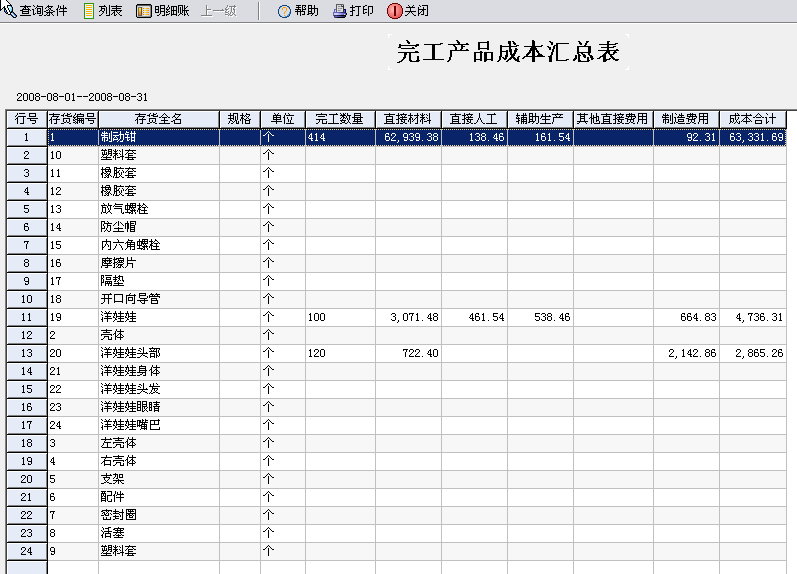 查询条件 列表 明细账 上一级 帮助 打印 关闭
完工产品成本汇总表
2008-08-01--2008-08-31
行号 存货编号 存货全名 规格 单位 完工数量 直接材料 直接人工 辅助生产 其他直接费用 制造费用 成本合计
1 1 制动钳 个 414 62,939.38 138.46 161.54 92.31 63,331.69
2 10 塑料套 个
3 11 橡胶套 个
4 12 橡胶套 个
5 13 放气螺栓 个
6 14 防尘帽 个
7 15 内六角螺栓 个
8 16 摩擦片 个
9 17 隔垫 个
10 18 开口向导管 个
11 19 洋娃娃 个 100 3,071.48 461.54 538.46 664.83 4,736.31
12 2 壳体 个
13 20 洋娃娃头部 个 120 722.40 2,142.86 2,865.26
14 21 洋娃娃身体 个
15 22 洋娃娃头发 个
16 23 洋娃娃眼睛 个
17 24 洋娃娃嘴巴 个
18 3 左壳体 个
19 4 右壳体 个
20 5 支架 个
21 6 配件 个
22 7 密封圈 个
23 8 活塞 个
24 9 塑料套 个